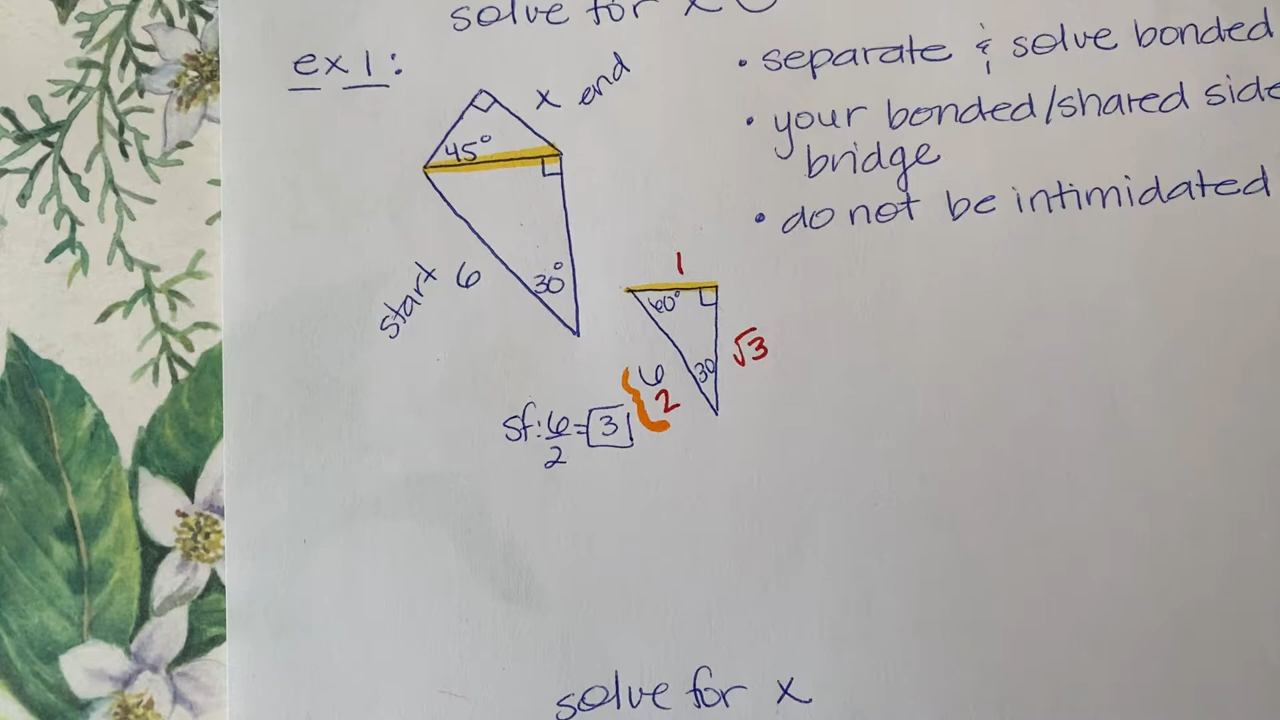 solve for x
ex 1:
x end
45°
start 6
30°
• separate & solve bonded
• your bonded/shared side
bridge
• do not be intimidated
1
60°
√3
30
6
2
sf: 6/2 = 3
solve for x